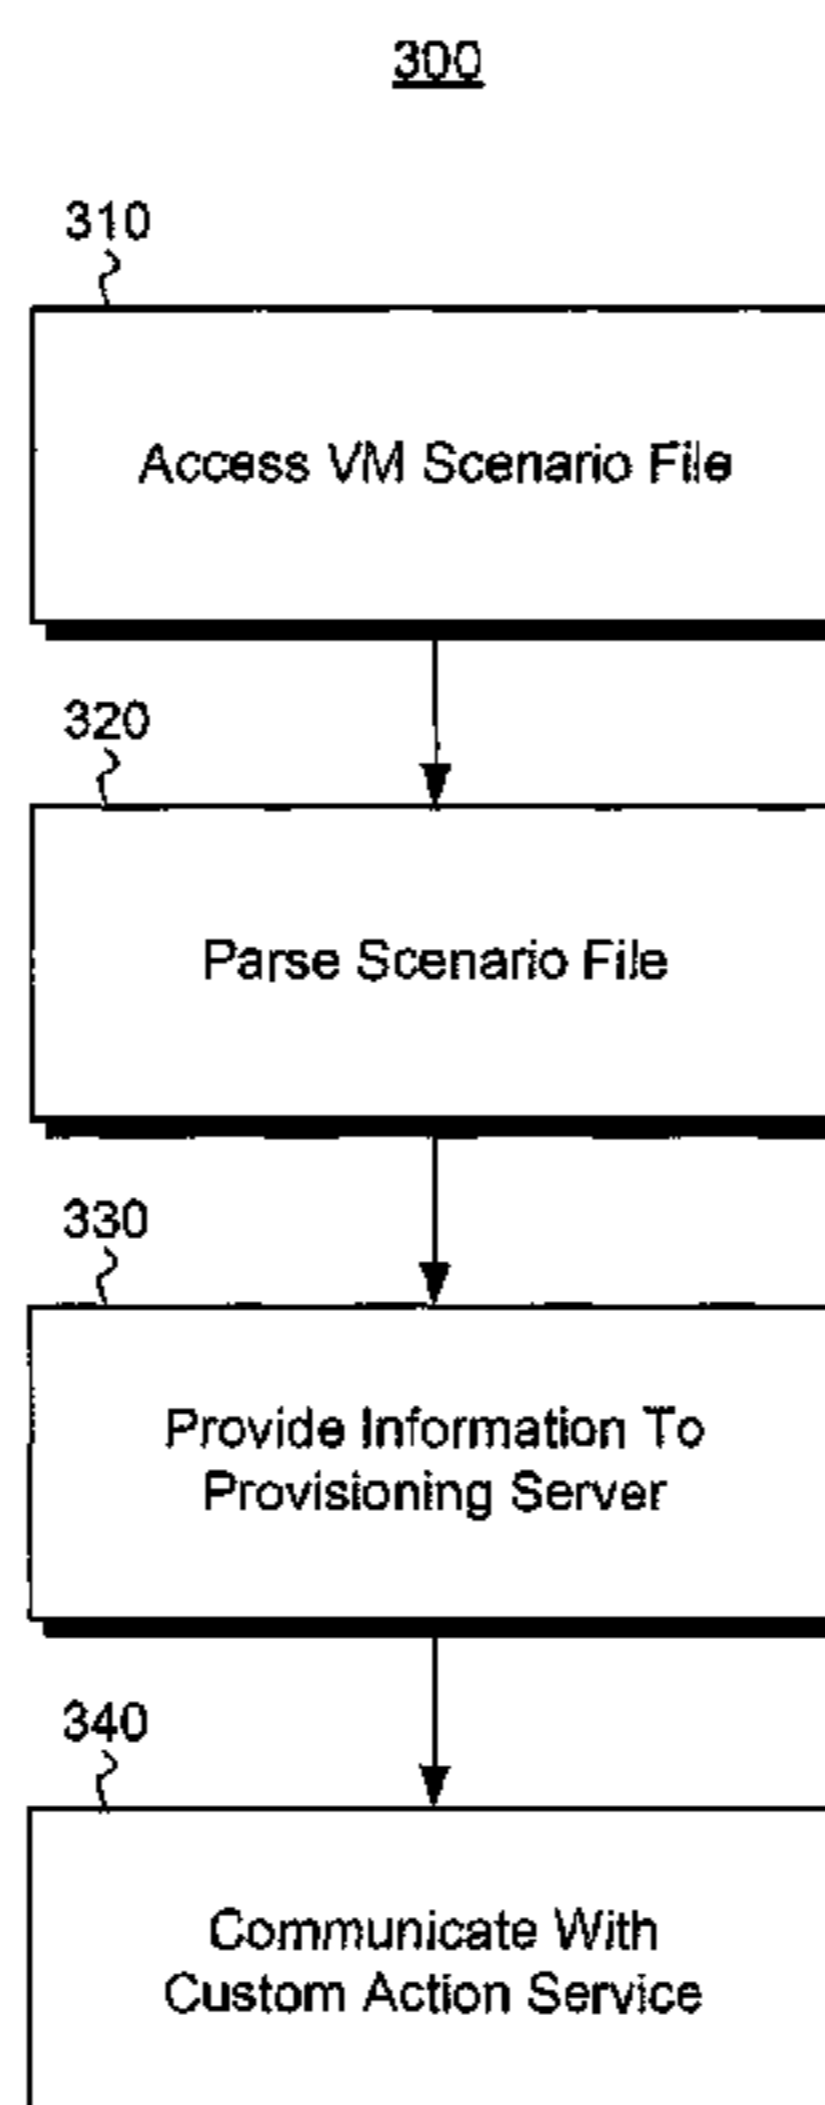 300
310
Access VM Scenario File
320
Parse Scenario File
330
Provide Information To
Provisioning Server
340
Communicate With
Custom Action Service